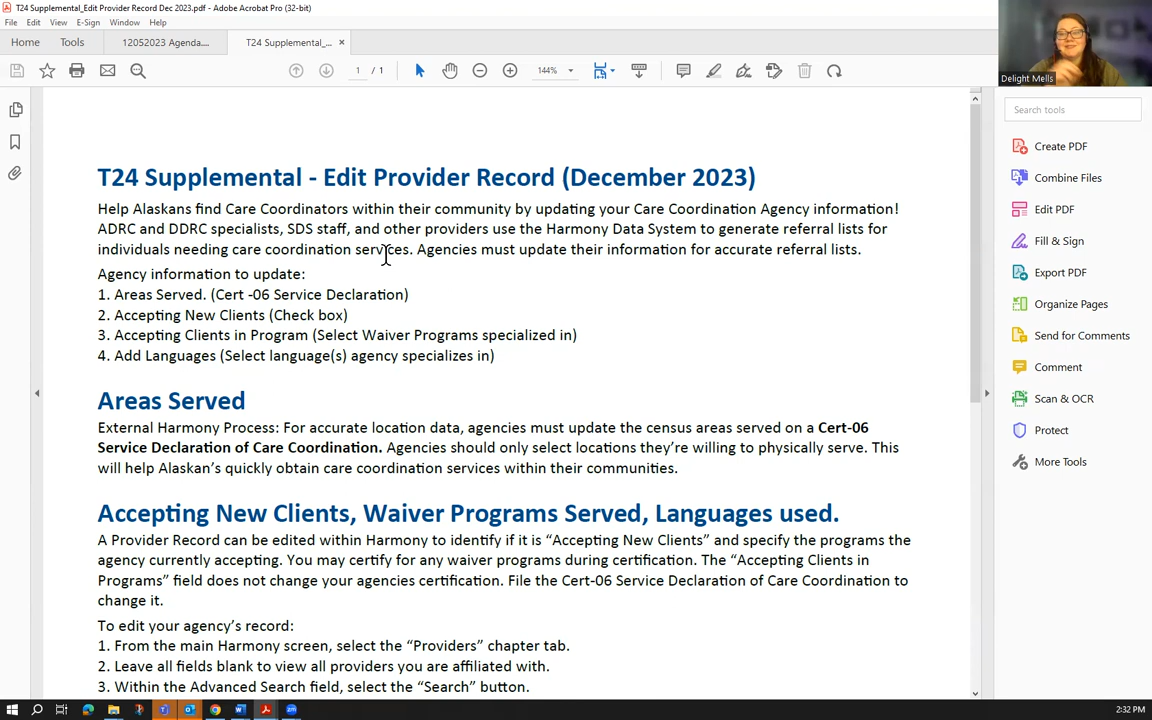 T24 Supplemental_Edit Provider Record Dec 2023.pdf - Adobe Acrobat Pro (32-bit)
File Edit View E-Sign Window Help
Home Tools 12052023 Agenda.... T24 Supplemental_... ×
1 / 1 144%
Delight Mells
Search tools
Create PDF
Combine Files
Edit PDF
Fill & Sign
Export PDF
Organize Pages
Send for Comments
Comment
Scan & OCR
Protect
More Tools
T24 Supplemental - Edit Provider Record (December 2023)
Help Alaskans find Care Coordinators within their community by updating your Care Coordination Agency information!
ADRC and DDRC specialists, SDS staff, and other providers use the Harmony Data System to generate referral lists for
individuals needing care coordination services. Agencies must update their information for accurate referral lists.
Agency information to update:
1. Areas Served. (Cert -06 Service Declaration)
2. Accepting New Clients (Check box)
3. Accepting Clients in Program (Select Waiver Programs specialized in)
4. Add Languages (Select language(s) agency specializes in)
Areas Served
External Harmony Process: For accurate location data, agencies must update the census areas served on a Cert-06
Service Declaration of Care Coordination. Agencies should only select locations they're willing to physically serve. This
will help Alaskan's quickly obtain care coordination services within their communities.
Accepting New Clients, Waiver Programs Served, Languages used.
A Provider Record can be edited within Harmony to identify if it is “Accepting New Clients” and specify the programs the
agency currently accepting. You may certify for any waiver programs during certification. The “Accepting Clients in
Programs” field does not change your agencies certification. File the Cert-06 Service Declaration of Care Coordination to
change it.
To edit your agency's record:
1. From the main Harmony screen, select the “Providers” chapter tab.
2. Leave all fields blank to view all providers you are affiliated with.
3. Within the Advanced Search field, select the “Search” button.
2:32 PM